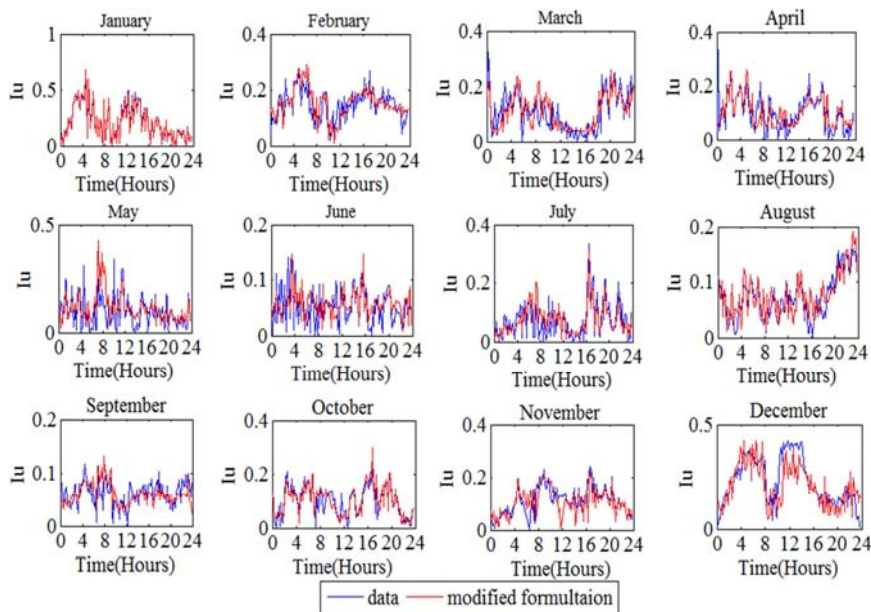 January February March April
1 0.4 0.4 0.4
Iu 0.5 Iu 0.2 Iu 0.2 Iu 0.2
0 0 0 0
0 4 8 12 16 20 24 0 4 8 12 16 20 24 0 4 8 12 16 20 24 0 4 8 12 16 20 24
Time(Hours) Time(Hours) Time(Hours) Time(Hours)
May June July August
0.5 0.2 0.4 0.2
Iu Iu 0.1 Iu 0.2 Iu 0.1
0 0 0 0
0 4 8 12 16 20 24 0 4 8 12 16 20 24 0 4 8 12 16 20 24 0 4 8 12 16 20 24
Time(Hours) Time(Hours) Time(Hours) Time(Hours)
September October November December
0.2 0.4 0.4 0.5
Iu 0.1 Iu 0.2 Iu 0.2 Iu
0 0 0 0
0 4 8 12 16 20 24 0 4 8 12 16 20 24 0 4 8 12 16 20 24 0 4 8 12 16 20 24
Time(Hours) Time(Hours) Time(Hours) Time(Hours)
data modified formultaion